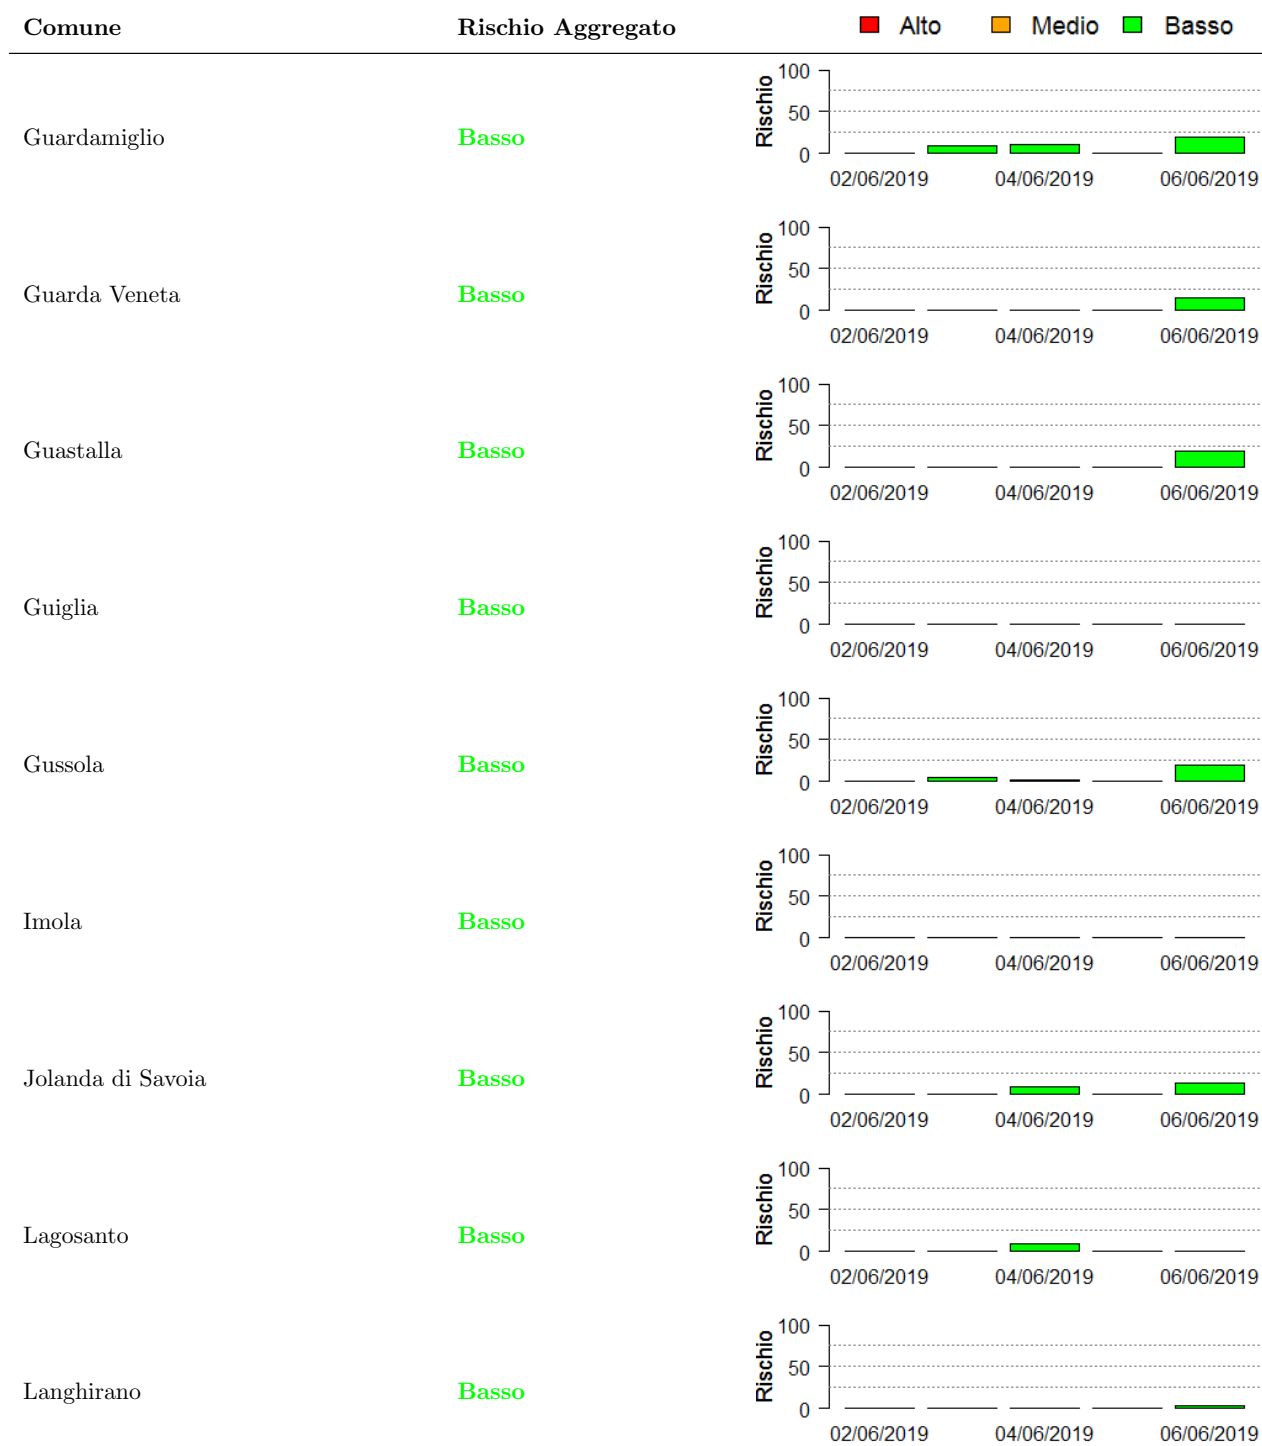 Comune Rischio Aggregato Alto Medio Basso
100
50
0
Rischio
Guardamiglio Basso
02/06/2019 04/06/2019 06/06/2019
100
50
0
Rischio
Guarda Veneta Basso
02/06/2019 04/06/2019 06/06/2019
100
50
0
Rischio
Guastalla Basso
02/06/2019 04/06/2019 06/06/2019
100
50
0
Rischio
Guiglia Basso
02/06/2019 04/06/2019 06/06/2019
100
50
0
Rischio
Gussola Basso
02/06/2019 04/06/2019 06/06/2019
100
50
0
Rischio
Imola Basso
02/06/2019 04/06/2019 06/06/2019
100
50
0
Rischio
Jolanda di Savoia Basso
02/06/2019 04/06/2019 06/06/2019
100
50
0
Rischio
Lagosanto Basso
02/06/2019 04/06/2019 06/06/2019
100
50
0
Rischio
Langhirano Basso
02/06/2019 04/06/2019 06/06/2019